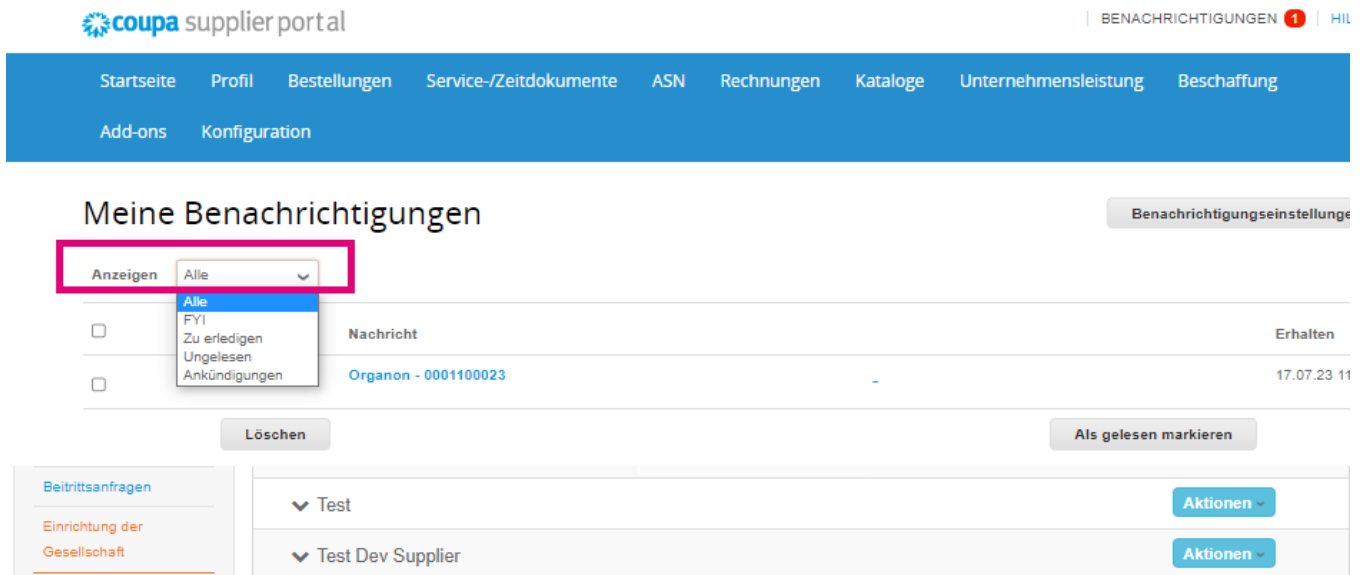 coupa supplier portal
BENACHRICHTIGUNGEN 1
Startseite Profil Bestellungen Service-/Zeitdokumente ASN Rechnungen Kataloge Unternehmensleistung Beschaffung
Add-ons Konfiguration
Meine Benachrichtigungen
Benachrichtigungseinstellunge
Anzeigen Alle
Alle
FYI
Zu erledigen
Ungelesen
Ankündigungen
Nachricht Erhalten
Organon - 0001100023 - 17.07.23 11
Löschen Als gelesen markieren
Beitrittsanfragen
Test Aktionen
Einrichtung der
Gesellschaft
Test Dev Supplier Aktionen